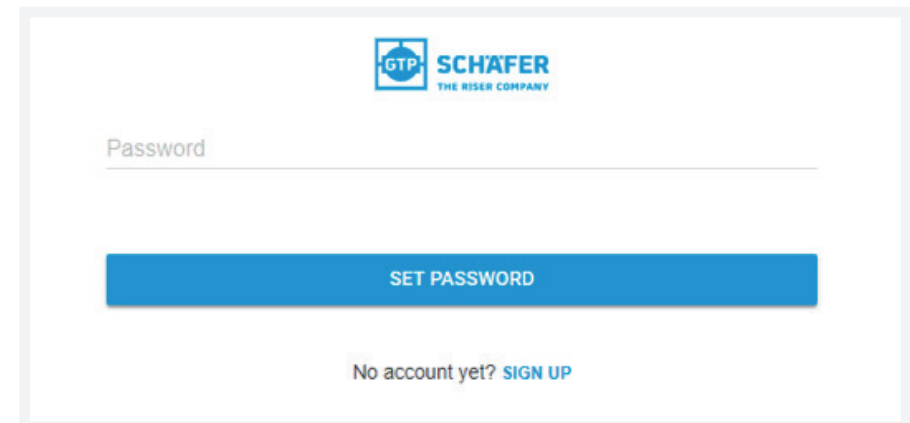 GTP SCHÄFER
THE RISER COMPANY
Password
SET PASSWORD
No account yet? SIGN UP